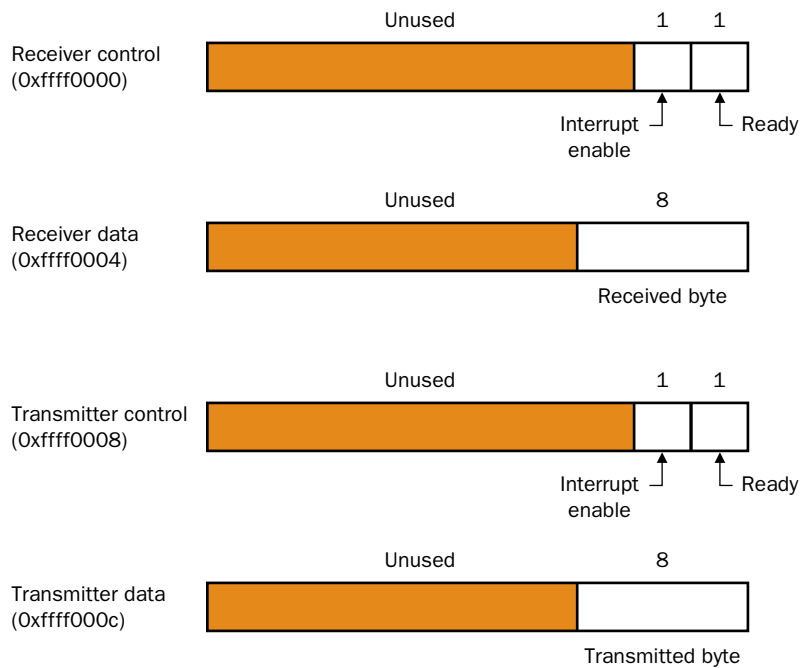 Unused 1 1
Receiver control
(0xffff0000)
Interrupt
enable
Ready
Unused 8
Receiver data
(0xffff0004)
Received byte
Unused 1 1
Transmitter control
(0xffff0008)
Interrupt
enable
Ready
Unused 8
Transmitter data
(0xffff000c)
Transmitted byte